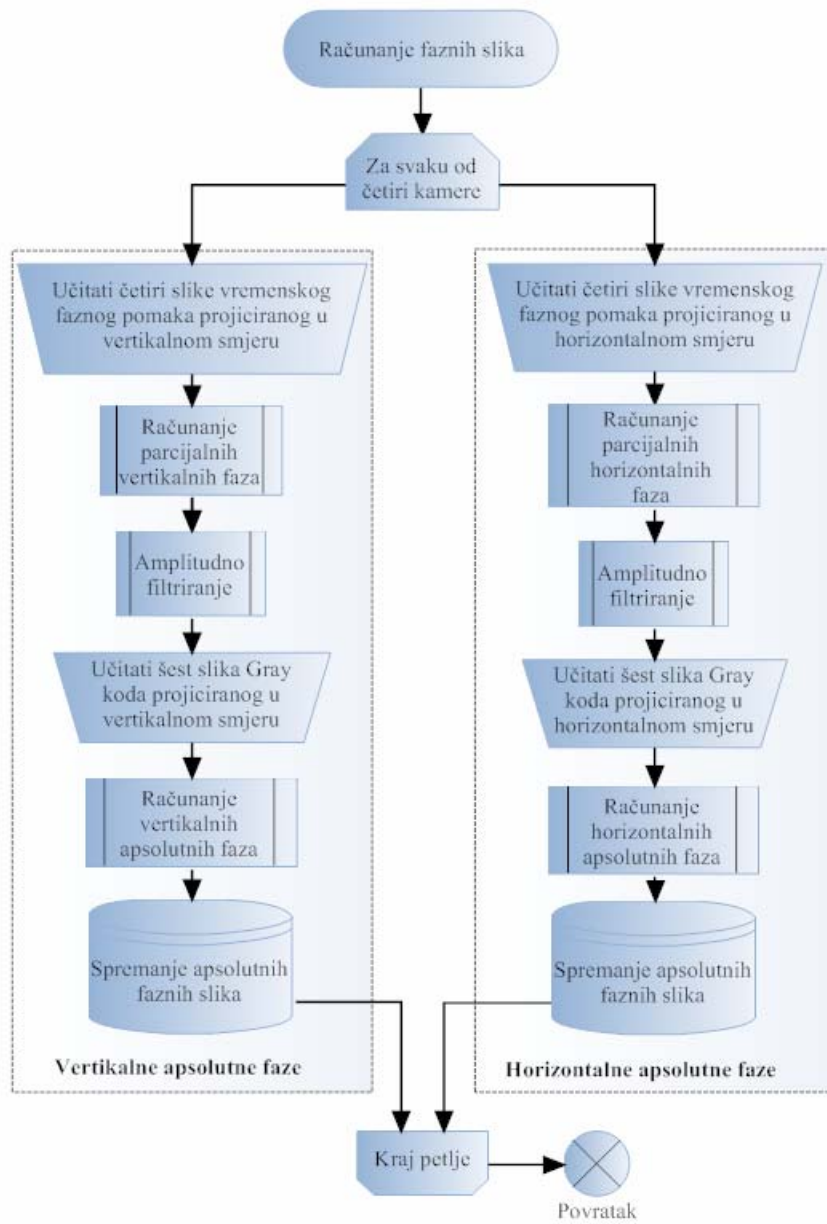 Računanje faznih slika
Za svaku od
četiri kamere
Učitati četiri slike vremenskog
faznog pomaka projiciranog u
vertikalnom smjeru
Računanje
parcijalnih
vertikalnih faza
Amplitudno
filtriranje
Učitati šest slika Gray
koda projiciranog u
vertikalnom smjeru
Računanje
vertikalnih
apsolutnih faza
Spremanje apsolutnih
faznih slika
Vertikalne apsolutne faze
Učitati četiri slike vremenskog
faznog pomaka projiciranog u
horizontalnom smjeru
Računanje
parcijalnih
horizontalnih
faza
Amplitudno
filtriranje
Učitati šest slika Gray
koda projiciranog u
horizontalnom smjeru
Računanje
horizontalnih
apsolutnih faza
Spremanje apsolutnih
faznih slika
Horizontalne apsolutne faze
Kraj petlje
Povratak